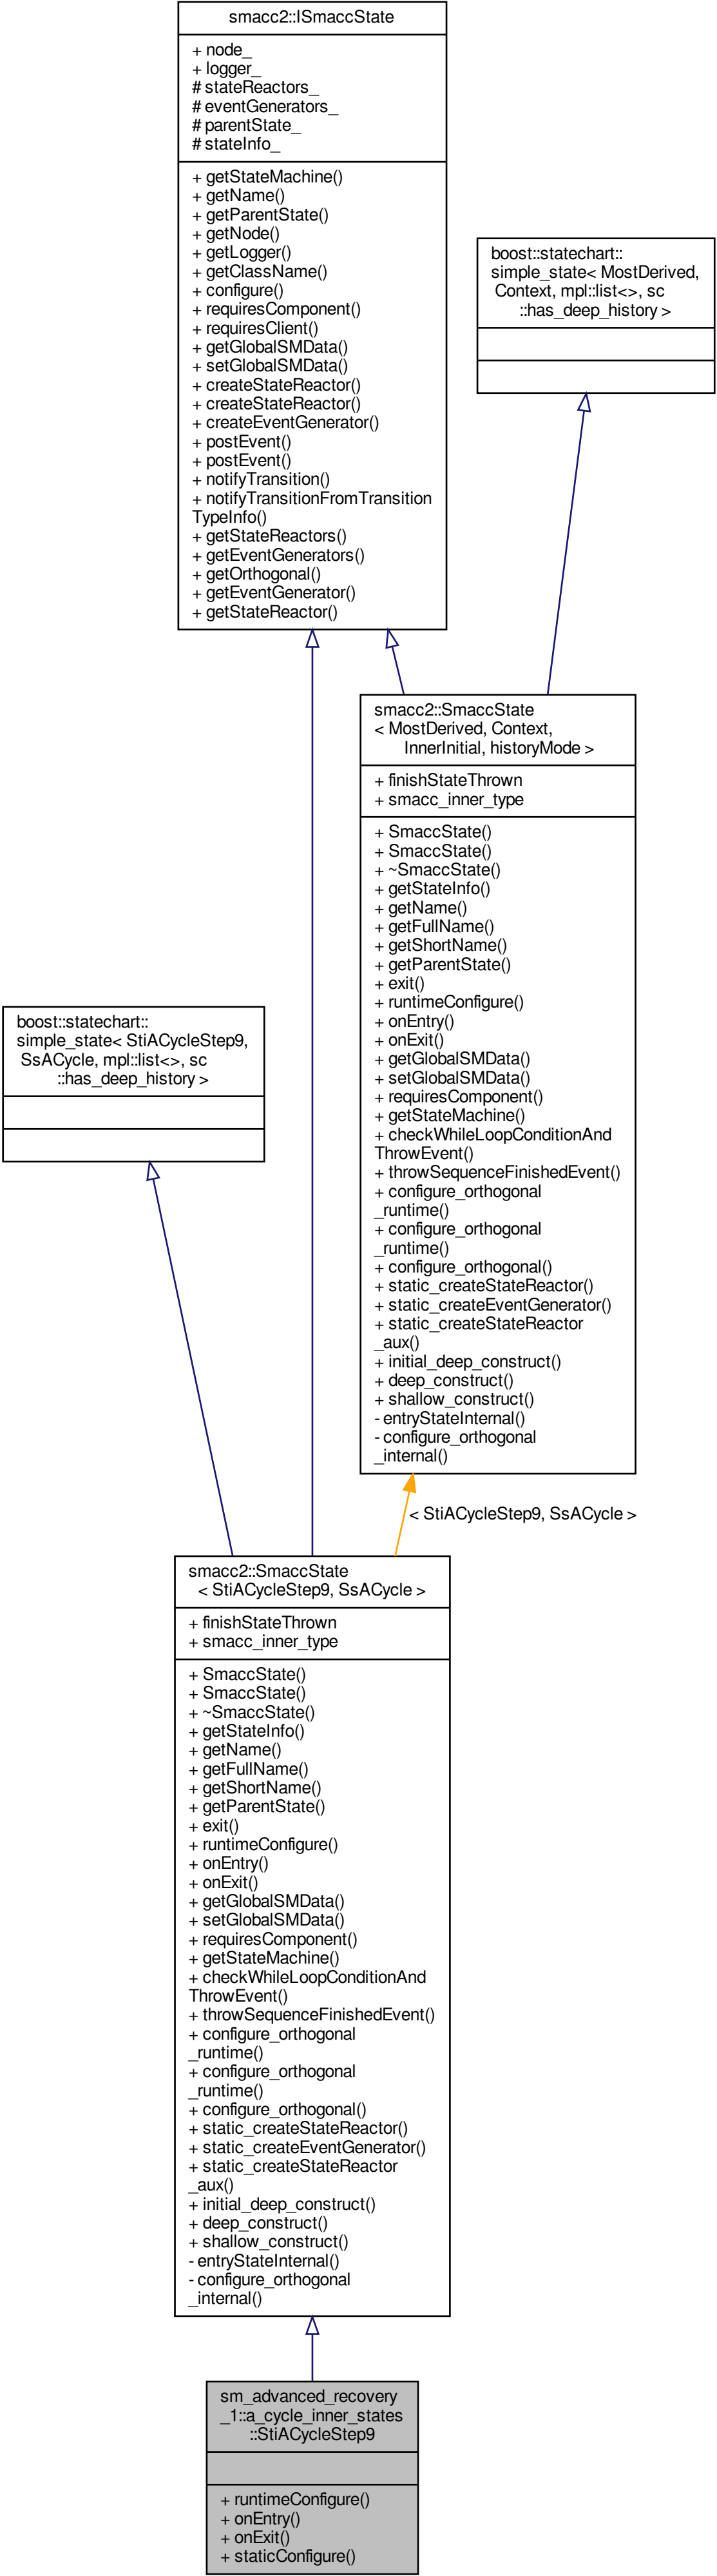 smacc2::ISmaccState
+ node_
+ logger_
# stateReactors_
# eventGenerators_
# parentState_
# stateInfo_
+ getStateMachine()
+ getName()
+ getParentState()
+ getNode()
+ getLogger()
+ getClassName()
+ configure()
+ requiresComponent()
+ requiresClient()
+ getGlobalSMData()
+ setGlobalSMData()
+ createStateReactor()
+ createStateReactor()
+ createEventGenerator()
+ postEvent()
+ postEvent()
+ notifyTransition()
+ notifyTransitionFromTransition
TypeInfo()
+ getStateReactors()
+ getEventGenerators()
+ getOrthogonal()
+ getEventGenerator()
+ getStateReactor()
boost::statechart::
simple_state< MostDerived,
Context, mpl::list<>, sc
::has_deep_history >
smacc2::SmaccState
< MostDerived, Context,
InnerInitial, historyMode >
+ finishStateThrown
+ smacc_inner_type
+ SmaccState()
+ SmaccState()
+ ~SmaccState()
+ getStateInfo()
+ getName()
+ getFullName()
+ getShortName()
+ getParentState()
+ exit()
+ runtimeConfigure()
+ onEntry()
+ onExit()
+ getGlobalSMData()
+ setGlobalSMData()
+ requiresComponent()
+ getStateMachine()
+ checkWhileLoopConditionAnd
ThrowEvent()
+ throwSequenceFinishedEvent()
+ configure_orthogonal
_runtime()
+ configure_orthogonal
_runtime()
+ configure_orthogonal()
+ static_createStateReactor()
+ static_createEventGenerator()
+ static_createStateReactor
_aux()
+ initial_deep_construct()
+ deep_construct()
+ shallow_construct()
- entryStateInternal()
- configure_orthogonal
_internal()
boost::statechart::
simple_state< StiACycleStep9,
SsACycle, mpl::list<>, sc
::has_deep_history >
< StiACycleStep9, SsACycle >
smacc2::SmaccState
< StiACycleStep9, SsACycle >
+ finishStateThrown
+ smacc_inner_type
+ SmaccState()
+ SmaccState()
+ ~SmaccState()
+ getStateInfo()
+ getName()
+ getFullName()
+ getShortName()
+ getParentState()
+ exit()
+ runtimeConfigure()
+ onEntry()
+ onExit()
+ getGlobalSMData()
+ setGlobalSMData()
+ requiresComponent()
+ getStateMachine()
+ checkWhileLoopConditionAnd
ThrowEvent()
+ throwSequenceFinishedEvent()
+ configure_orthogonal
_runtime()
+ configure_orthogonal
_runtime()
+ configure_orthogonal()
+ static_createStateReactor()
+ static_createEventGenerator()
+ static_createStateReactor
_aux()
+ initial_deep_construct()
+ deep_construct()
+ shallow_construct()
- entryStateInternal()
- configure_orthogonal
_internal()
sm_advanced_recovery
_1::a_cycle_inner_states
::StiACycleStep9
+ runtimeConfigure()
+ onEntry()
+ onExit()
+ staticConfigure()